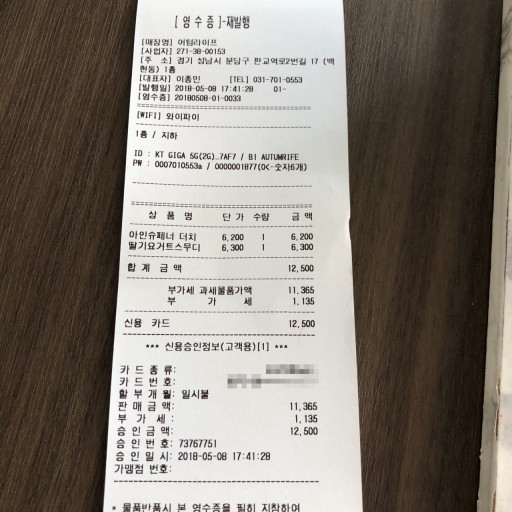 [ 영 수 증 ]-재발행
[매장명] 어텀라이프
[사업자] 271-38-00153
[주 소] 경기 성남시 분당구 판교역로2번길 17 (백
현동) 1층
[대표자] 이종민 [TEL] 031-701-0553
[발행일] 2018-05-08 17:41:28 01-
[영수증] 20180508-01-0033
[WIFI] 와이파이
1층 / 지하
ID : KT GIGA 5G(2G)_7AF7 / B1 AUTUMRIFE
PW : 0007010553a / 0000001877(0<-숫자6개)
상 품 명 단 가 수량 금 액
아인슈페너 더치 6,200 1 6,200
딸기요거트스무디 6,300 1 6,300
합 계 금 액 12,500
부가세 과세물품가액 11,365
부 가 세 1,135
신용 카드 12,500
*** 신용승인정보(고객용)[1] ***
카 드 종 류:
카 드 번 호:
할 부 개 월: 일시불
판 매 금 액: 11,365
부 가 세 : 1,135
승 인 금 액: 12,500
승 인 번 호: 73767751
승 인 일 시: 2018-05-08 17:41:28
가맹점 번호:
* 물품반품시 본 영수증을 필히 지참하여